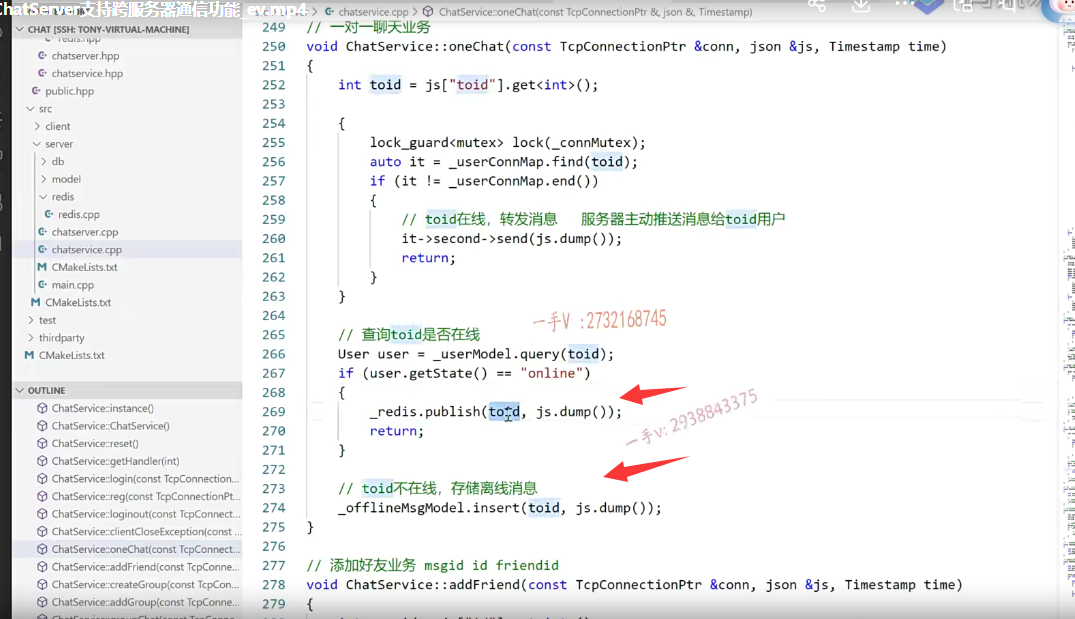 ChatServer支持跨服务器通信功能_ev.mp4
chatservice.cpp > ChatService::oneChat(const TcpConnectionPtr &, json &, Timestamp)
CHAT [SSH: TONY-VIRTUAL-MACHINE]
redis.hpp
chatserver.hpp
chatservice.hpp
public.hpp
src
client
server
db
model
redis
redis.cpp
chatserver.cpp
chatservice.cpp
CMakeLists.txt
main.cpp
CMakeLists.txt
test
thirdparty
CMakeLists.txt
OUTLINE
ChatService::instance()
ChatService::ChatService()
ChatService::reset()
ChatService::getHandler(int)
ChatService::login(const TcpConnection...
ChatService::reg(const TcpConnectionPt...
ChatService::loginout(const TcpConnect...
ChatService::clientCloseException(const ...
ChatService::oneChat(const TcpConnect...
ChatService::addFriend(const TcpConne...
ChatService::createGroup(const TcpCon...
ChatService::addGroup(const TcpConne...
249 // 一对一聊天业务
250 void ChatService::oneChat(const TcpConnectionPtr &conn, json &js, Timestamp time)
251 {
252 int toid = js["toid"].get<int>();
253
254 {
255 lock_guard<mutex> lock(_connMutex);
256 auto it = _userConnMap.find(toid);
257 if (it != _userConnMap.end())
258 {
259 // toid在线，转发消息 服务器主动推送消息给toid用户
260 it->second->send(js.dump());
261 return;
262 }
263 }
264
265 // 查询toid是否在线
266 User user = _userModel.query(toid);
267 if (user.getState() == "online")
268 {
269 _redis.publish(toid, js.dump());
270 return;
271 }
272
273 // toid不在线，存储离线消息
274 _offlineMsgModel.insert(toid, js.dump());
275 }
276
277 // 添加好友业务 msgid id friendid
278 void ChatService::addFriend(const TcpConnectionPtr &conn, json &js, Timestamp time)
279 {
一手V :2732168745
一手v: 2938843375